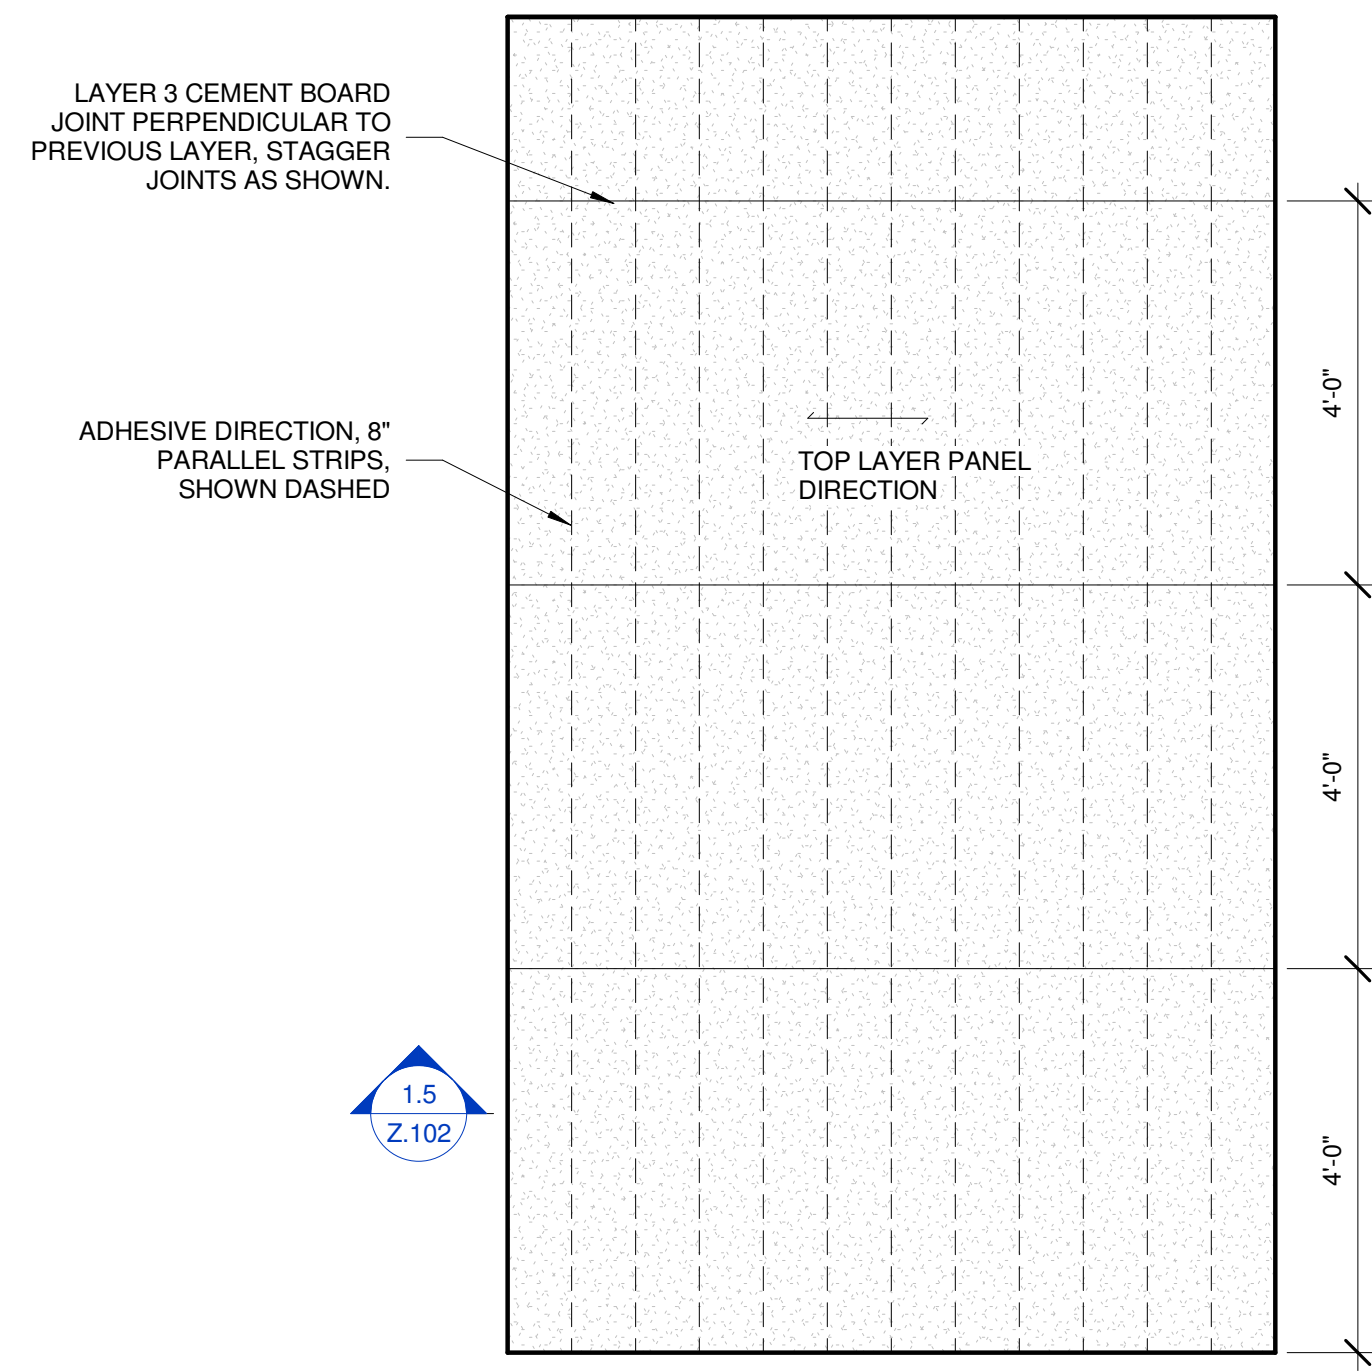 LAYER 3 CEMENT BOARD
JOINT PERPENDICULAR TO
PREVIOUS LAYER, STAGGER
JOINTS AS SHOWN.
4'-0"
ADHESIVE DIRECTION, 8"
PARALLEL STRIPS,
SHOWN DASHED
TOP LAYER PANEL
DIRECTION
4'-0"
1.5
Z.102
4'-0"